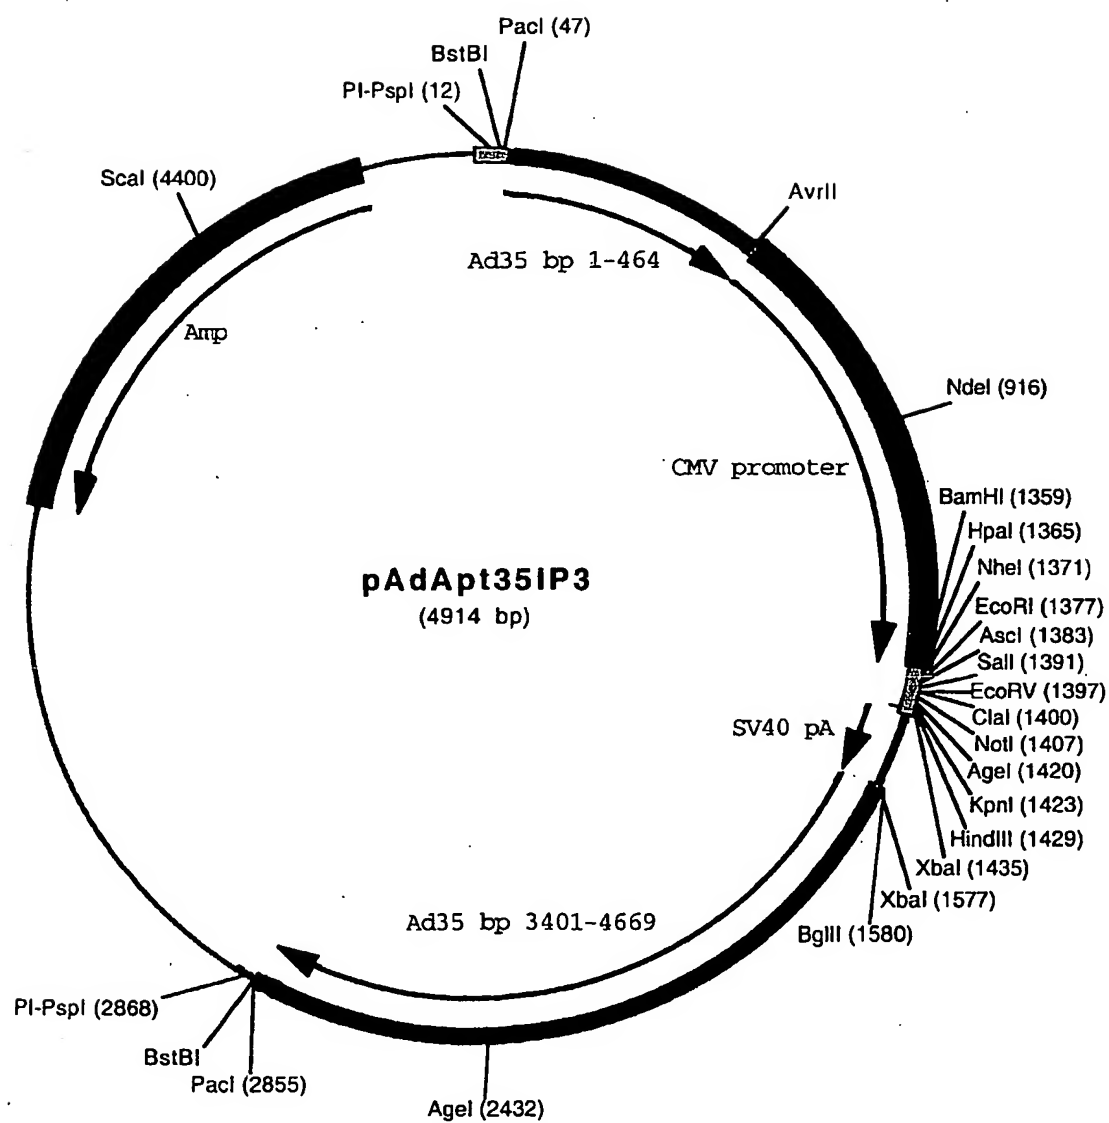 PacI (47)
BstBI
PI-PspI (12)
ScaI (4400)
AvrII
Ad35 bp 1-464
Amp
NdeI (916)
CMV promoter
BamHI (1359)
HpaI (1365)
NheI (1371)
pAdApt35IP3
EcoRI (1377)
(4914 bp)
AscI (1383)
SalI (1391)
EcoRV (1397)
ClaI (1400)
SV40 pA
NotI (1407)
AgeI (1420)
KpnI (1423)
HindIII (1429)
XbaI (1435)
XbaI (1577)
Ad35 bp 3401-4669
BglII (1580)
PI-PspI (2868)
BstBI
PacI (2855)
AgeI (2432)